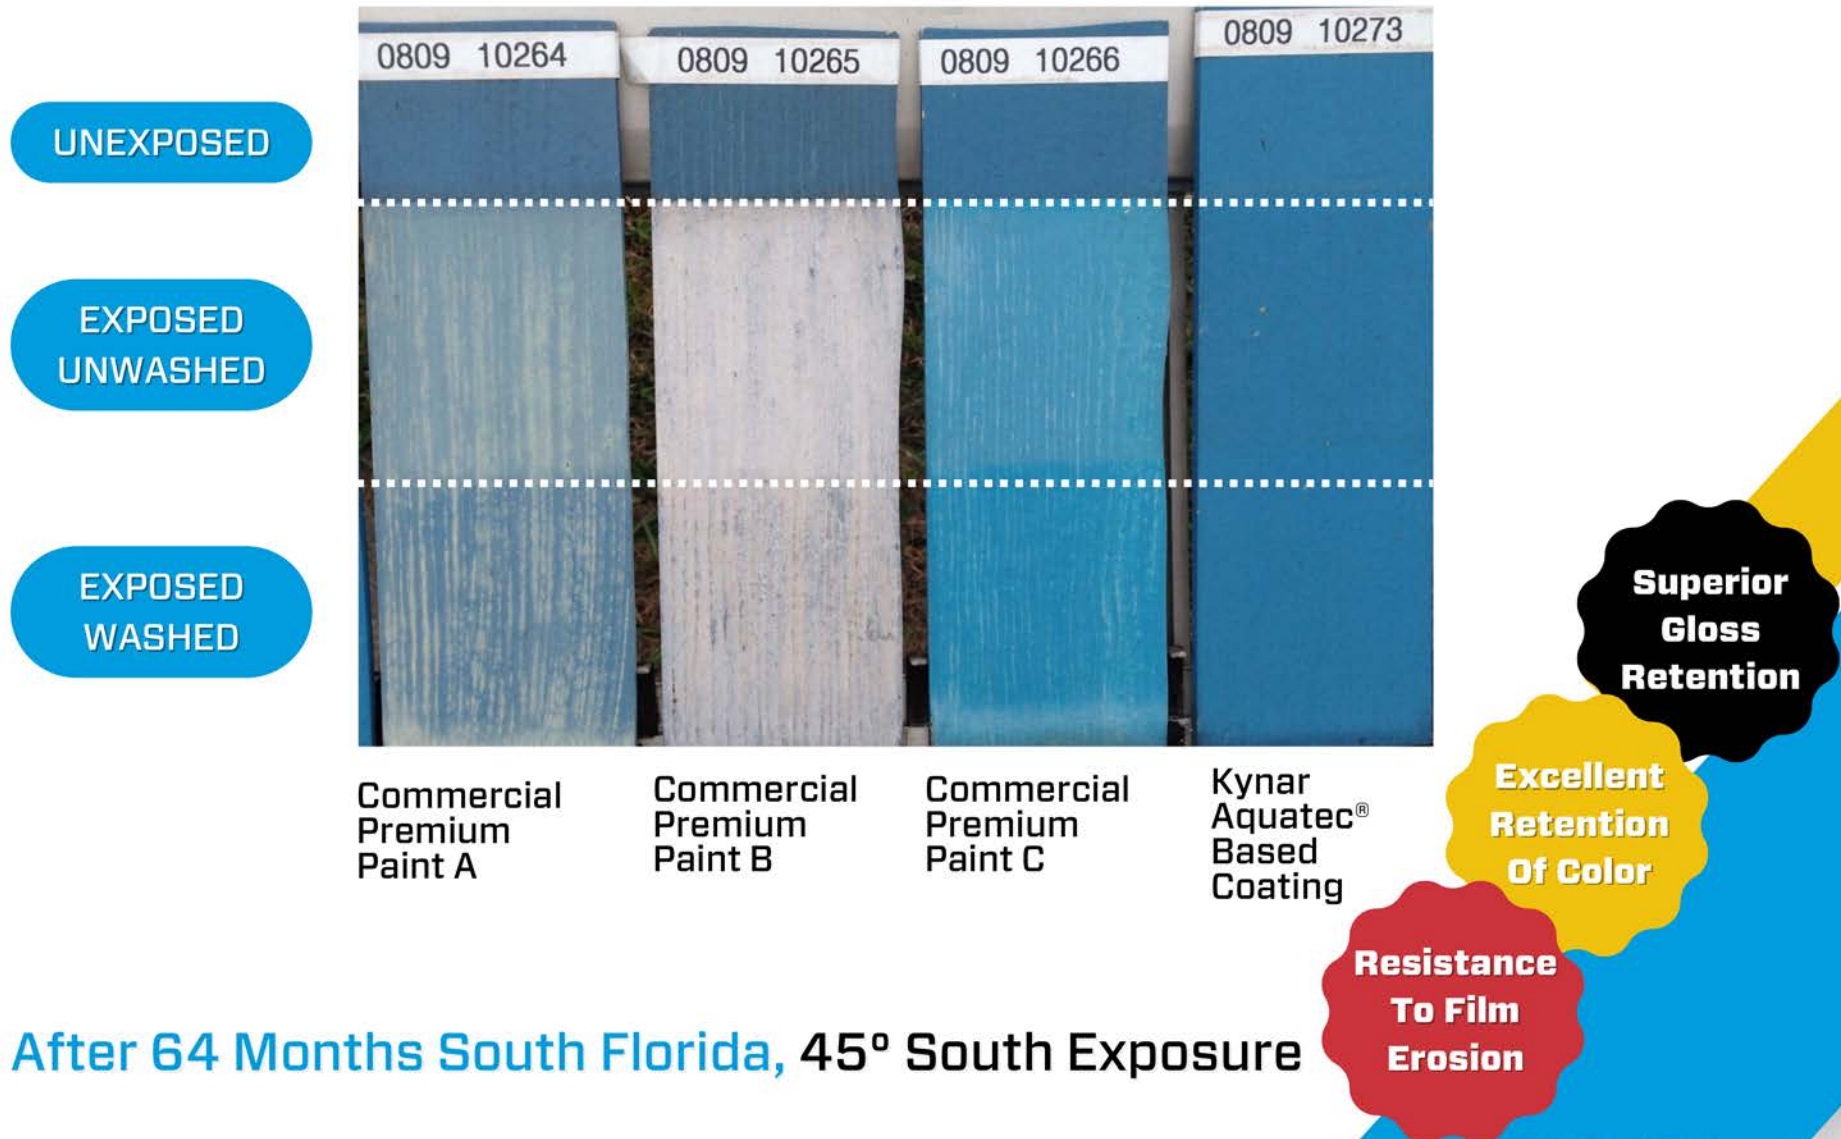 0809 10264
0809 10265
0809 10266
0809 10273
UNEXPOSED
EXPOSED
UNWASHED
EXPOSED
WASHED
Commercial
Premium
Paint A
Commercial
Premium
Paint B
Commercial
Premium
Paint C
Kynar
Aquatec®
Based
Coating
Superior
Gloss
Retention
Excellent
Retention
Of Color
Resistance
To Film
Erosion
After 64 Months South Florida, 45º South Exposure